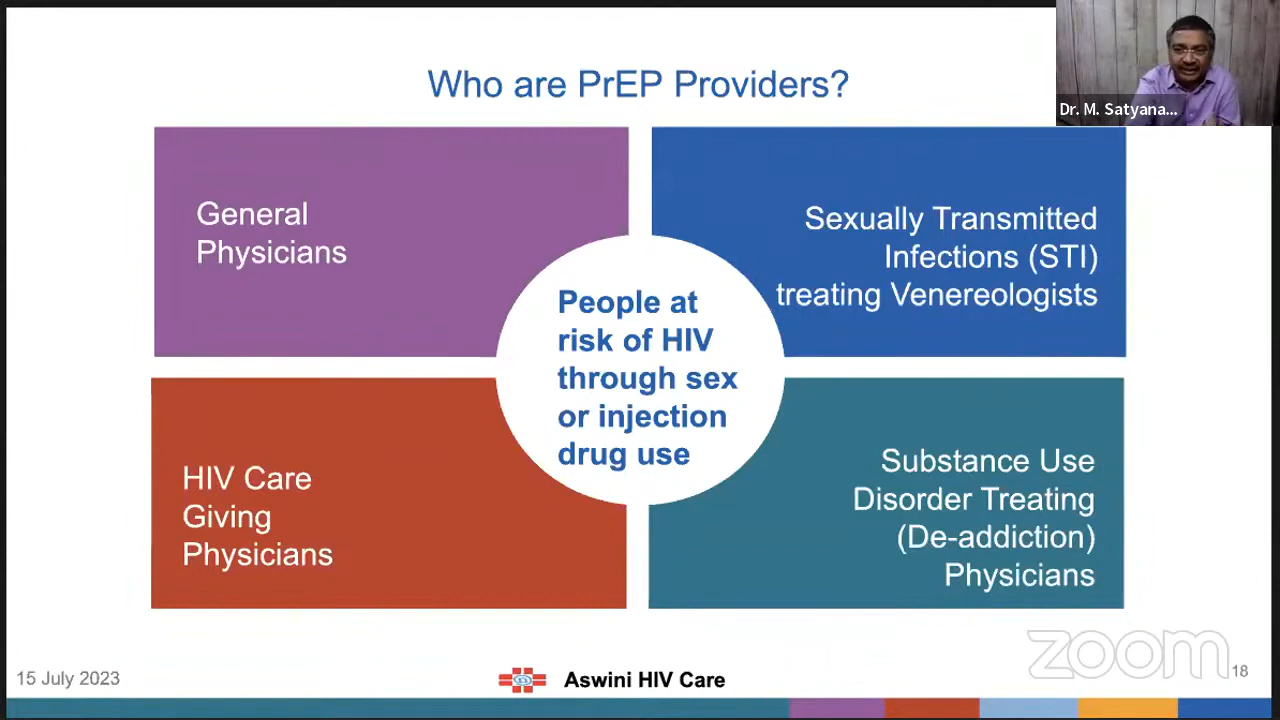 Who are PrEP Providers?
Dr. M. Satyana...
General
Physicians
Sexually Transmitted
Infections (STI)
treating Venereologists
People at
risk of HIV
through sex
or injection
drug use
HIV Care
Giving
Physicians
Substance Use
Disorder Treating
(De-addiction)
Physicians
zoom
15 July 2023
Aswini HIV Care
18